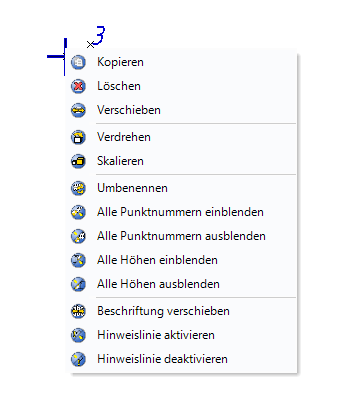 3
Kopieren
Löschen
Verschieben
Verdrehen
Skalieren
Umbenennen
Alle Punktnummern einblenden
Alle Punktnummern ausblenden
Alle Höhen einblenden
Alle Höhen ausblenden
Beschriftung verschieben
Hinweislinie aktivieren
Hinweislinie deaktivieren